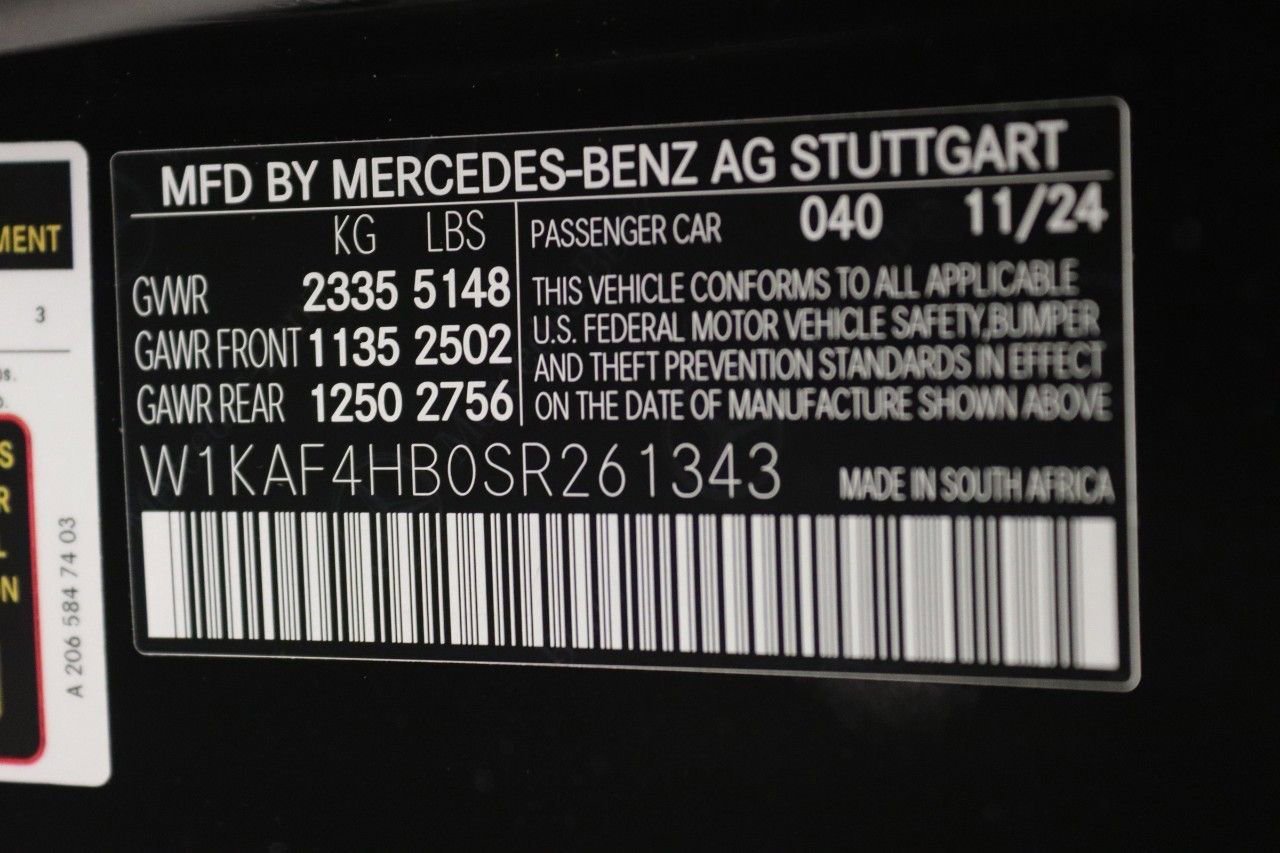 MFD BY MERCEDES-BENZ AG STUTTGART
KG LBS
PASSENGER CAR 040 11/24
GVWR 2335 5148
GAWR FRONT 1135 2502
GAWR REAR 1250 2756
THIS VEHICLE CONFORMS TO ALL APPLICABLE
U.S. FEDERAL MOTOR VEHICLE SAFETY,BUMPER
AND THEFT PREVENTION STANDARDS IN EFFECT
ON THE DATE OF MANUFACTURE SHOWN ABOVE
W1KAF4HB0SR261343
MADE IN SOUTH AFRICA
MENT
3
A 206 584 74 03